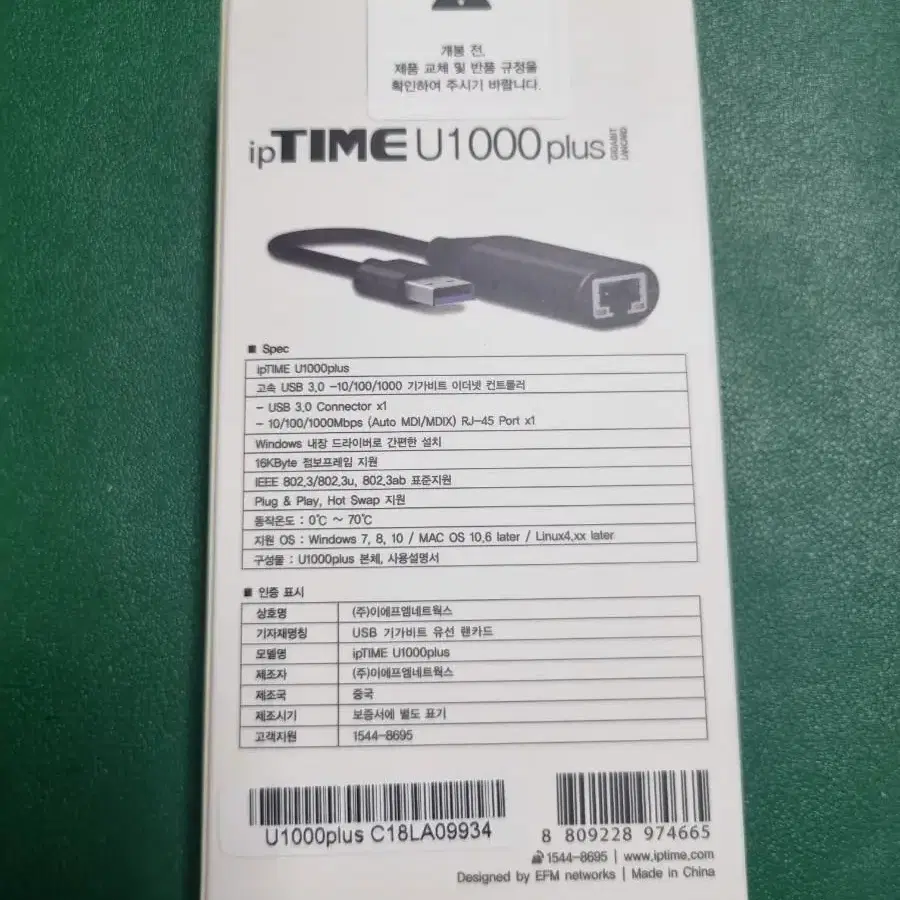 개봉 전,
제품 교체 및 반품 규정을
확인하여 주시기 바랍니다.
ipTIME U1000plus GIGABIT LANCARD
■ Spec
ipTIME U1000plus
고속 USB 3.0 -10/100/1000 기가비트 이더넷 컨트롤러
- USB 3.0 Connector x1
- 10/100/1000Mbps (Auto MDI/MDIX) RJ-45 Port x1
Windows 내장 드라이버로 간편한 설치
16KByte 점보프레임 지원
IEEE 802.3/802.3u, 802.3ab 표준지원
Plug & Play, Hot Swap 지원
동작온도 : 0℃ ~ 70℃
지원 OS : Windows 7, 8, 10 / MAC OS 10.6 later / Linux4.xx later
구성물 : U1000plus 본체, 사용설명서
■ 인증 표시
상호명 (주)이에프엠네트웍스
기자재명칭 USB 기가비트 유선 랜카드
모델명 ipTIME U1000plus
제조자 (주)이에프엠네트웍스
제조국 중국
제조시기 보증서에 별도 표기
고객지원 1544-8695
U1000plus C18LA09934
8 809228 974665
1544-8695 | www.iptime.com
Designed by EFM networks | Made in China